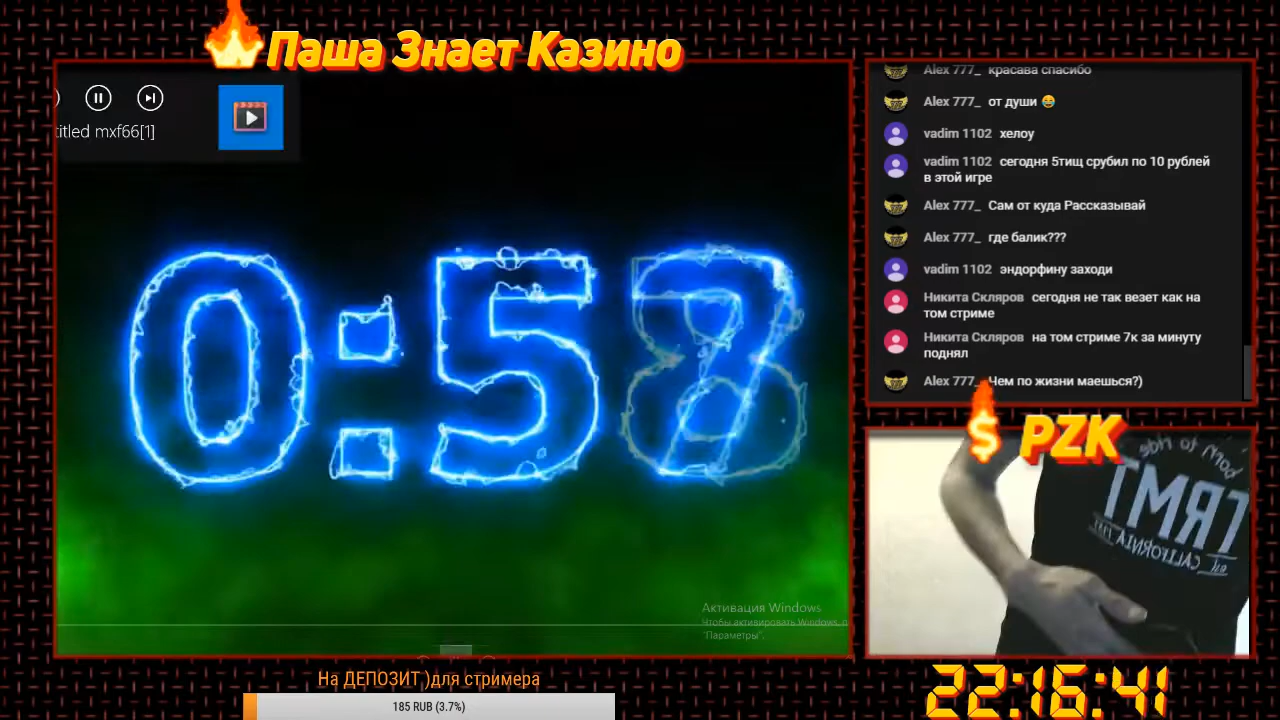 Паша Знает Казино
titled mxf66[1]
0:5
Активация Windows
Чтобы активировать Windows,
"Параметры".
Alex 777_ красава спасибо
Alex 777_ от души 😂
vadim 1102 хелоу
vadim 1102 сегодня 5тищ срубил по 10 рублей
в этой игре
Alex 777_ Сам от куда Рассказывай
Alex 777_ где балик???
vadim 1102 эндорфину заходи
Никита Скляров сегодня не так везет как на
том стриме
Никита Скляров на том стриме 7к за минуту
поднял
Alex 777_ Чем по жизни маешься?)
$ PZK
born to ride
TRMT
CALIFORNIA
На ДЕПОЗИТ )для стримера
185 RUB (3.7%)
22:16:41